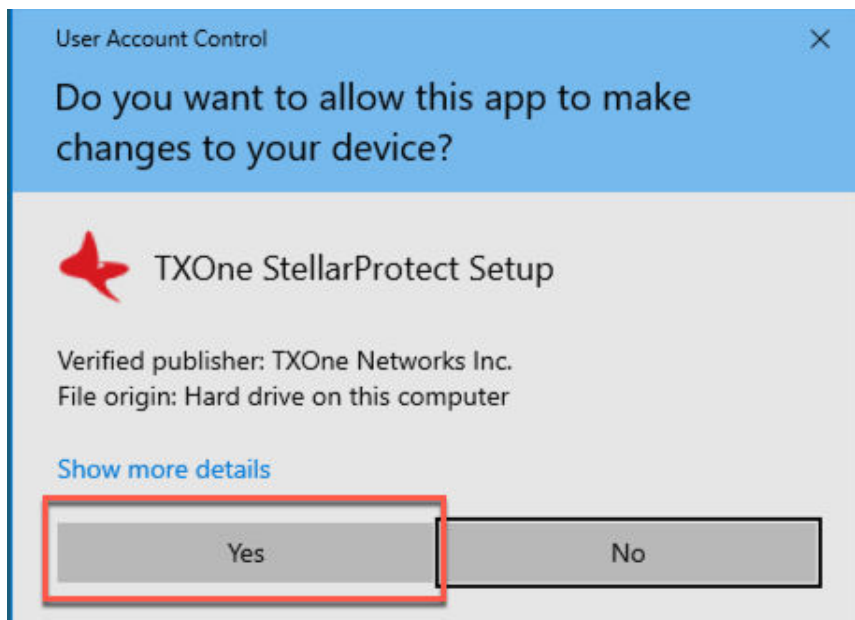 User Account Control
Do you want to allow this app to make
changes to your device?
TXOne StellarProtect Setup
Verified publisher: TXOne Networks Inc.
File origin: Hard drive on this computer
Show more details
Yes
No